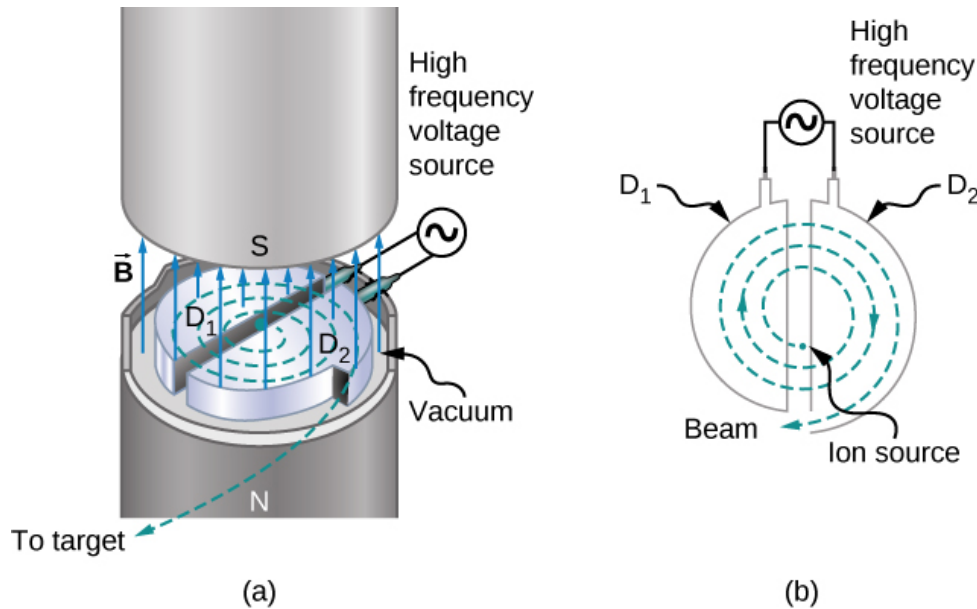 High
frequency
voltage
source
S
B
D1
D2
Vacuum
N
To target
(a)
High
frequency
voltage
source
D1
D2
Beam
Ion source
(b)